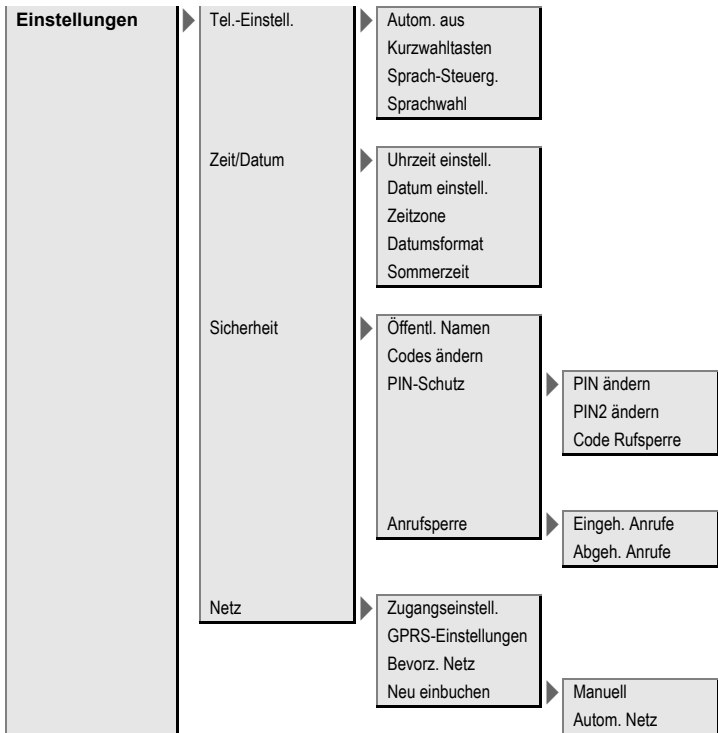 Einstellungen
Tel.-Einstell.
Autom. aus
Kurzwahltasten
Sprach-Steuerg.
Sprachwahl
Zeit/Datum
Uhrzeit einstell.
Datum einstell.
Zeitzone
Datumsformat
Sommerzeit
Sicherheit
Öffentl. Namen
Codes ändern
PIN-Schutz
PIN ändern
PIN2 ändern
Code Rufsperre
Anrufsperre
Eingeh. Anrufe
Abgeh. Anrufe
Netz
Zugangseinstell.
GPRS-Einstellungen
Bevorz. Netz
Neu einbuchen
Manuell
Autom. Netz